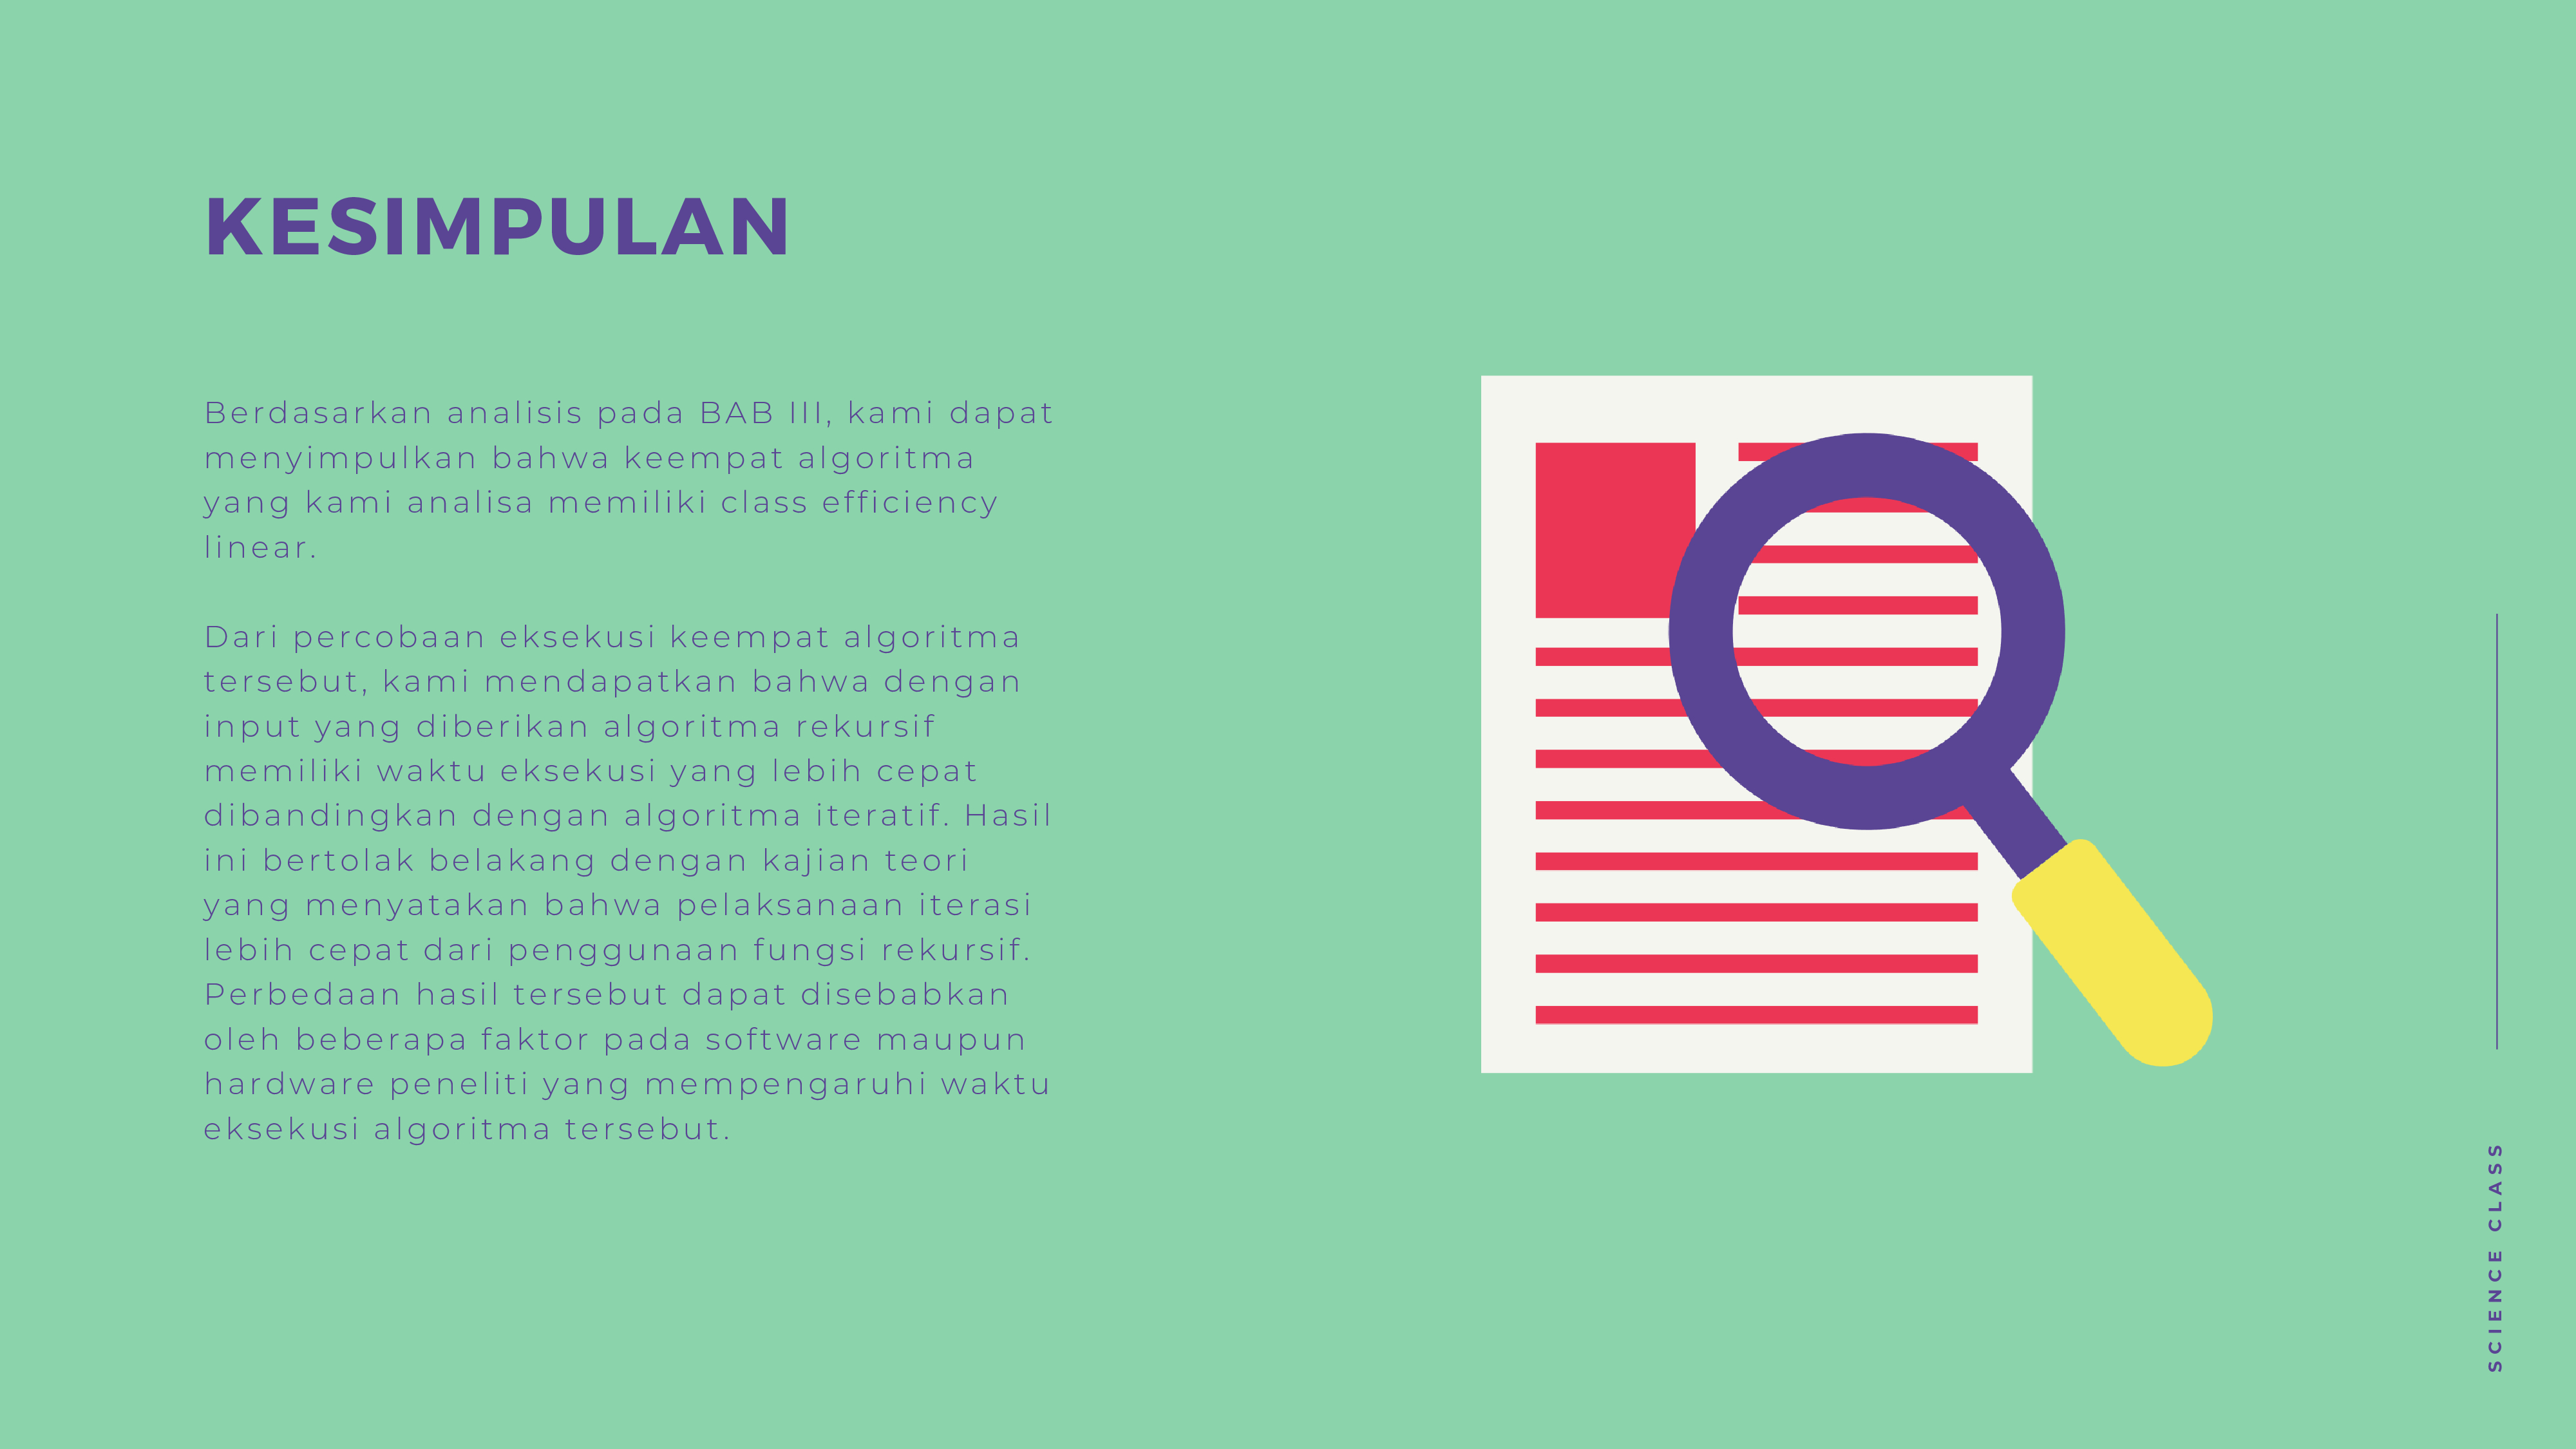 KESIMPULAN
Berdasarkan analisis pada BAB III, kami dapat
menyimpulkan bahwa keempat algoritma
yang kami analisa memiliki class efficiency
linear.
Dari percobaan eksekusi keempat algoritma
tersebut, kami mendapatkan bahwa dengan
input yang diberikan algoritma rekursif
memiliki waktu eksekusi yang lebih cepat
dibandingkan dengan algoritma iteratif. Hasil
ini bertolak belakang dengan kajian teori
yang menyatakan bahwa pelaksanaan iterasi
lebih cepat dari penggunaan fungsi rekursif.
Perbedaan hasil tersebut dapat disebabkan
oleh beberapa faktor pada software maupun
hardware peneliti yang mempengaruhi waktu
eksekusi algoritma tersebut.
SCIENCE CLASS